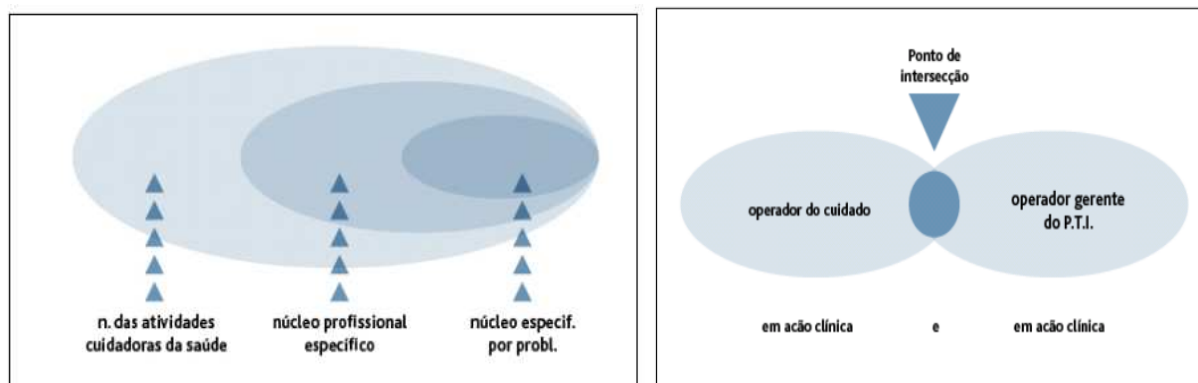 n. das atividades
cuidadoras da saúde
núcleo profissional
específico
núcleo especif.
por probl.
Ponto de
intersecção
operador do cuidado
operador gerente
do P.T.I.
em acão clínica
e
em acão clínica